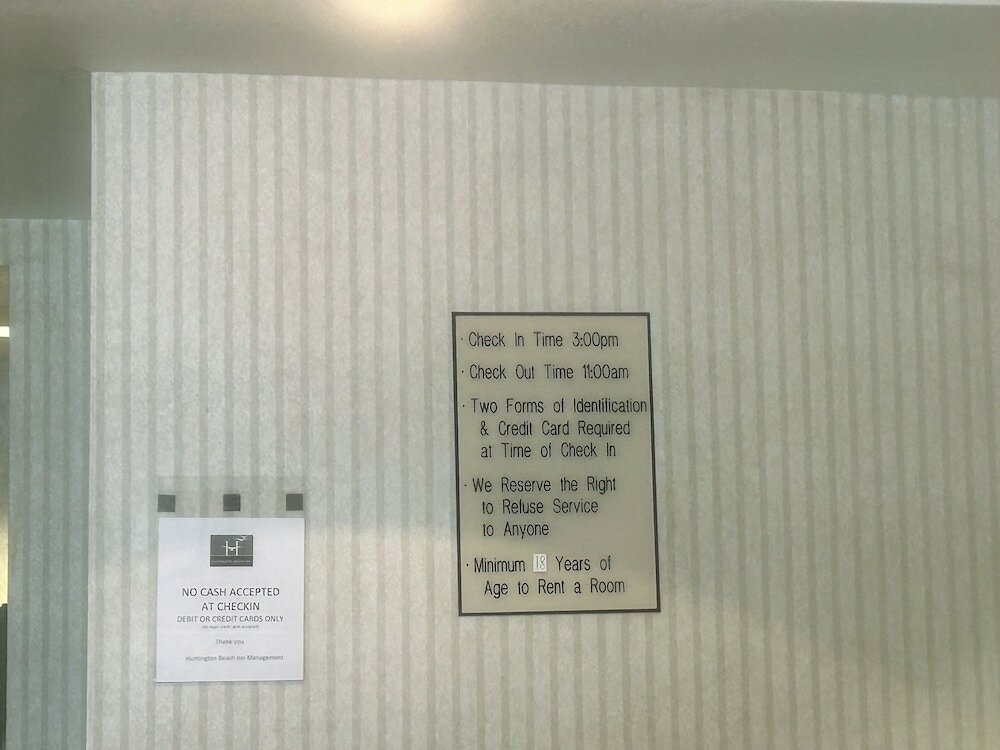 · Check In Time 3:00pm
· Check Out Time 11:00am
· Two Forms of Identification
& Credit Card Required
at Time of Check In
· We Reserve the Right
to Refuse Service
to Anyone
· Minimum 18 Years of
Age to Rent a Room
H
NO CASH ACCEPTED
AT CHECKIN
DEBIT OR CREDIT CARDS ONLY
Thank you
Huntington Beach Inn Management